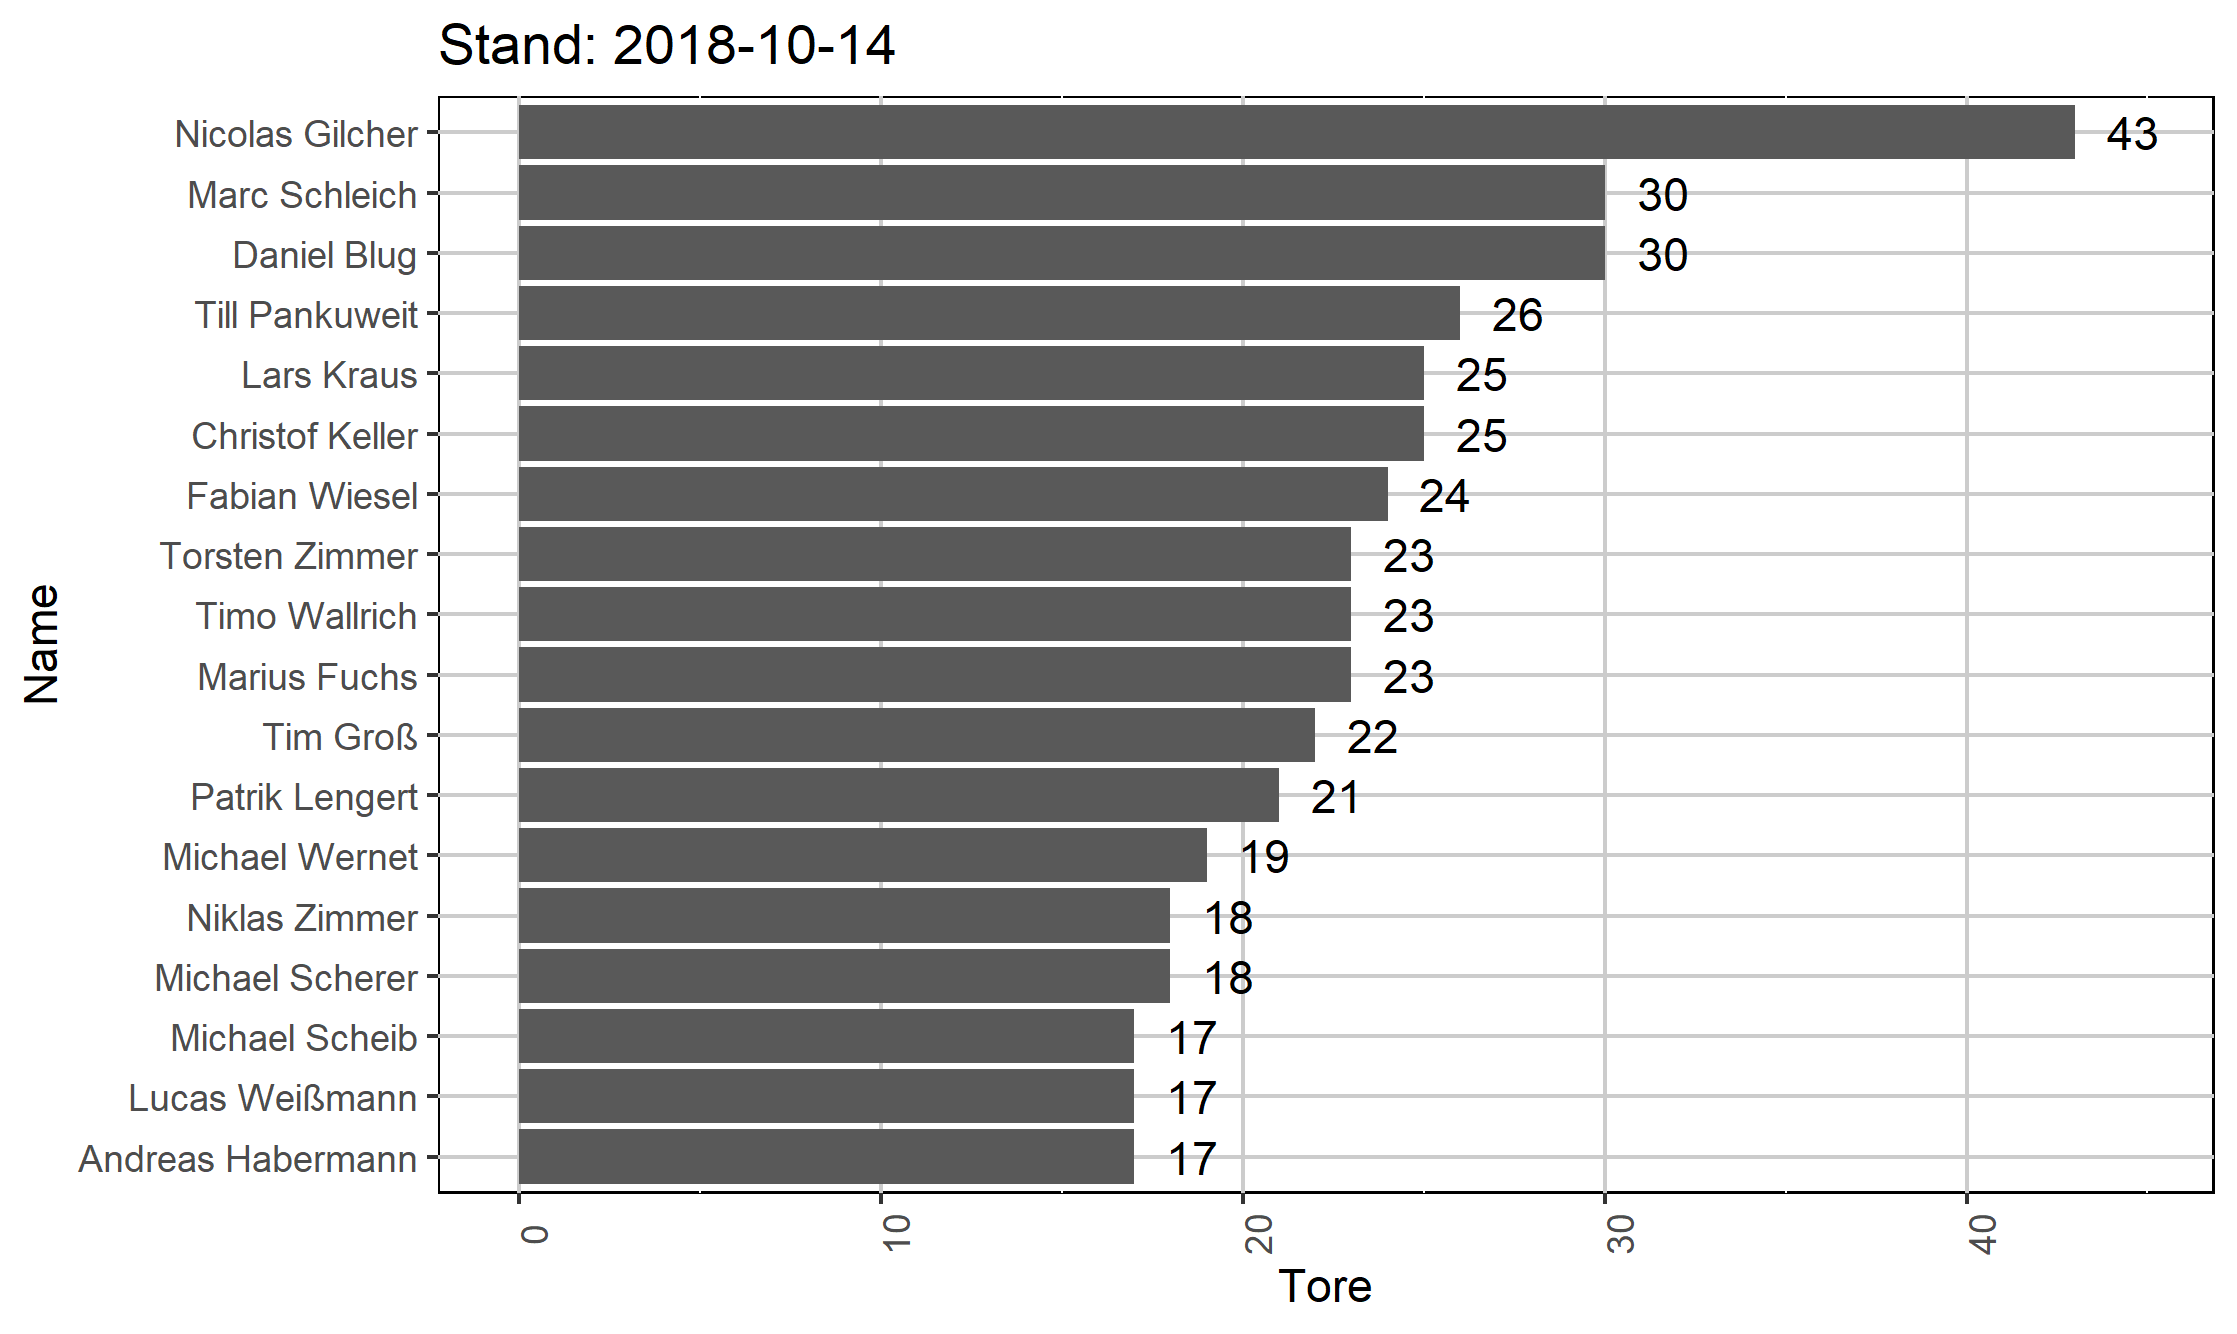 Stand: 2018-10-14
Nicolas Gilcher 43
Marc Schleich 30
Daniel Blug 30
Till Pankuweit 26
Lars Kraus 25
Christof Keller 25
Fabian Wiesel 24
Torsten Zimmer 23
Timo Wallrich 23
Marius Fuchs 23
Tim Groß 22
Patrik Lengert 21
Michael Wernet 19
Niklas Zimmer 18
Michael Scherer 18
Michael Scheib 17
Lucas Weißmann 17
Andreas Habermann 17
Name
0 10 20 30 40
Tore